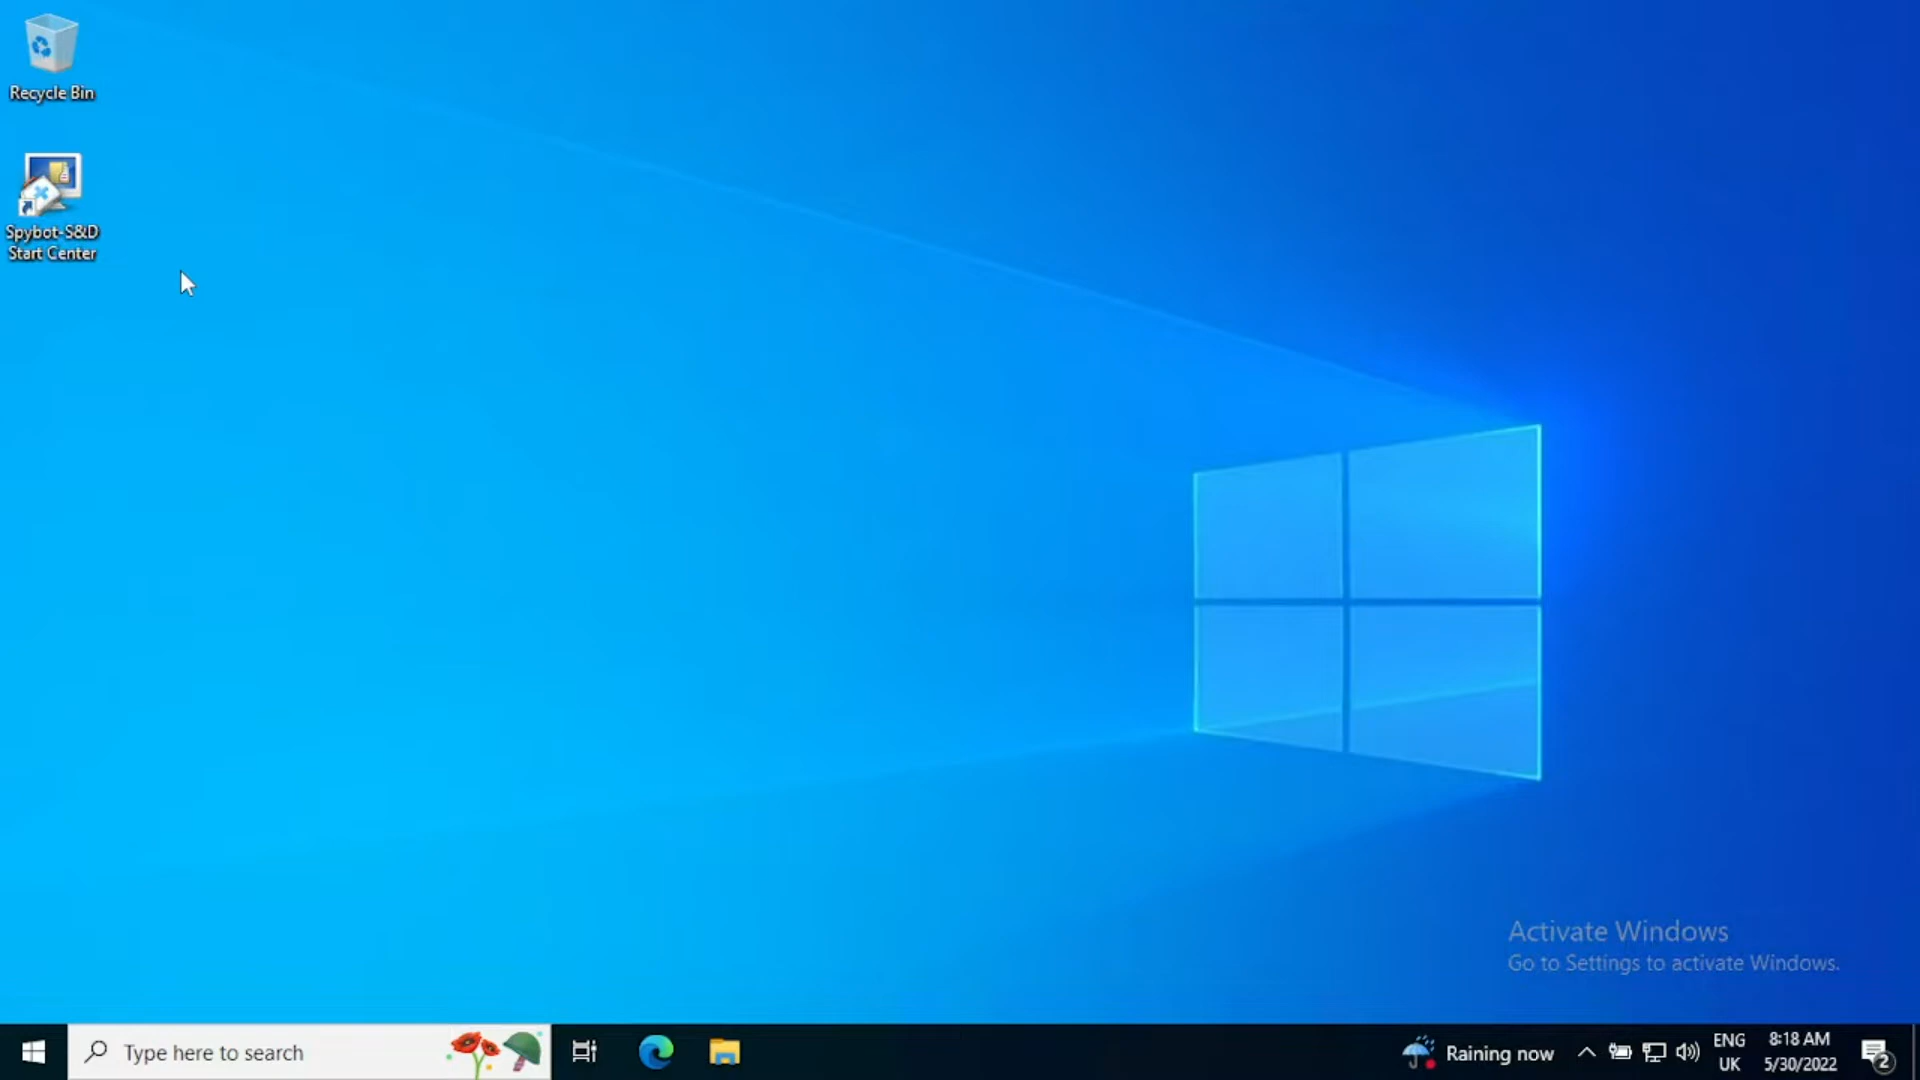 Recycle Bin
Spybot-S&D
Start Center
Activate Windows
Go to Settings to activate Windows.
Type here to search
Raining now
ENG
UK
8:18 AM
5/30/2022
2